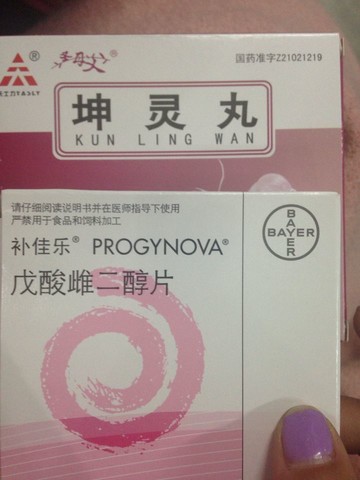 国药准字Z21021219
坤灵丸
KUN LING WAN
请仔细阅读说明书并在医师指导下使用
严禁用于食品和饲料加工
补佳乐® PROGYNOVA®
戊酸雌二醇片
BAYER
BAYER